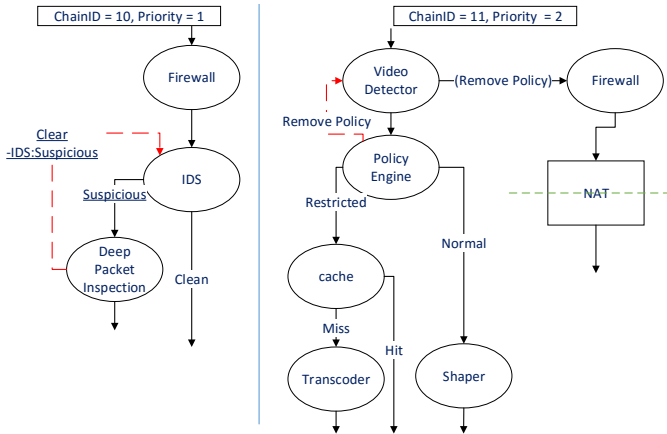 ChainID = 10, Priority = 1
Firewall
Clear
-IDS:Suspicious
IDS
Suspicious
Deep
Packet
Inspection
Clean
ChainID = 11, Priority = 2
Video
Detector
(Remove Policy)
Firewall
Remove Policy
Policy
Engine
NAT
Restricted
Normal
cache
Miss
Hit
Transcoder
Shaper